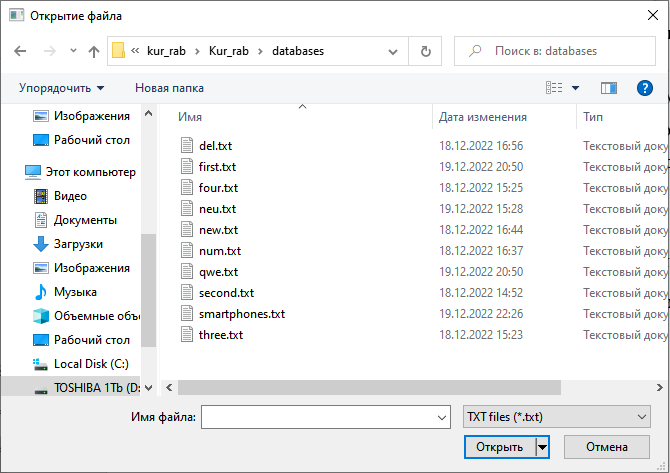 Открытие файла
« kur_rab › Kur_rab › databases
Поиск в: databases
Упорядочить
Новая папка
Изображения
Рабочий стол
Этот компьютер
Видео
Документы
Загрузки
Изображения
Музыка
Объемные объ
Рабочий стол
Local Disk (C:)
TOSHIBA 1Tb (D:
Имя Дата изменения Тип
del.txt 18.12.2022 16:56 Текстовый доку
first.txt 19.12.2022 20:50 Текстовый доку
four.txt 18.12.2022 15:25 Текстовый доку
neu.txt 19.12.2022 15:28 Текстовый доку
new.txt 18.12.2022 16:44 Текстовый доку
num.txt 18.12.2022 16:37 Текстовый доку
qwe.txt 19.12.2022 20:50 Текстовый доку
second.txt 18.12.2022 14:52 Текстовый доку
smartphones.txt 19.12.2022 22:26 Текстовый доку
three.txt 18.12.2022 15:23 Текстовый доку
Имя файла:
TXT files (*.txt)
Открыть
Отмена